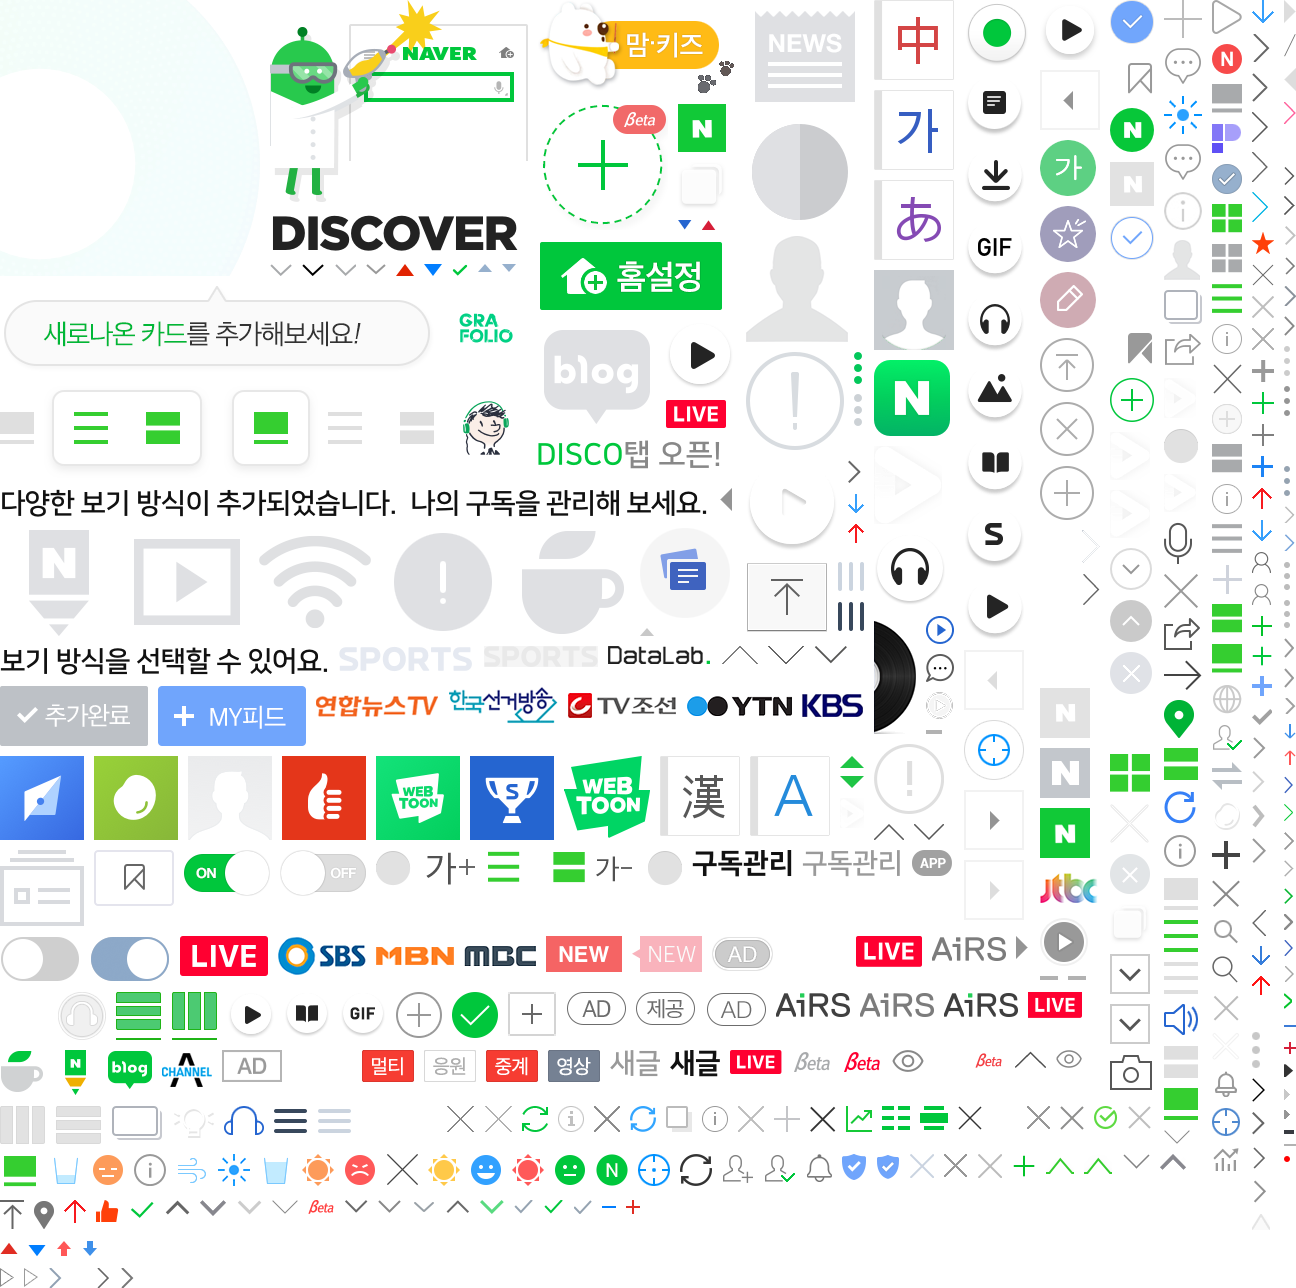 NAVER
맘·키즈
NEWS
中
Beta
N
가
N
가
N
あ
DISCOVER
GIF
홈설정
새로나온 카드를 추가해보세요!
GRA
FOLIO
blog
LIVE
N
DISCO탭 오픈!
다양한 보기 방식이 추가되었습니다.
나의 구독을 관리해 보세요.
N
S
보기 방식을 선택할 수 있어요.
SPORTS
SPORTS
DataLab.
추가완료
MY피드
연합뉴스TV
한국선거방송
TV조선
YTN
KBS
N
N
WEB
TOON
S
WEB
TOON
漢
A
N
ON
OFF
가+
가-
구독관리
구독관리
APP
jtbc
LIVE
SBS
MBN
MBC
NEW
NEW
AD
LIVE
AiRS
GIF
AD
제공
AD
AiRS
AiRS
AiRS
LIVE
N
blog
CHANNEL
AD
멀티
응원
중계
영상
새글
새글
LIVE
Beta
Beta
Beta
N
Beta